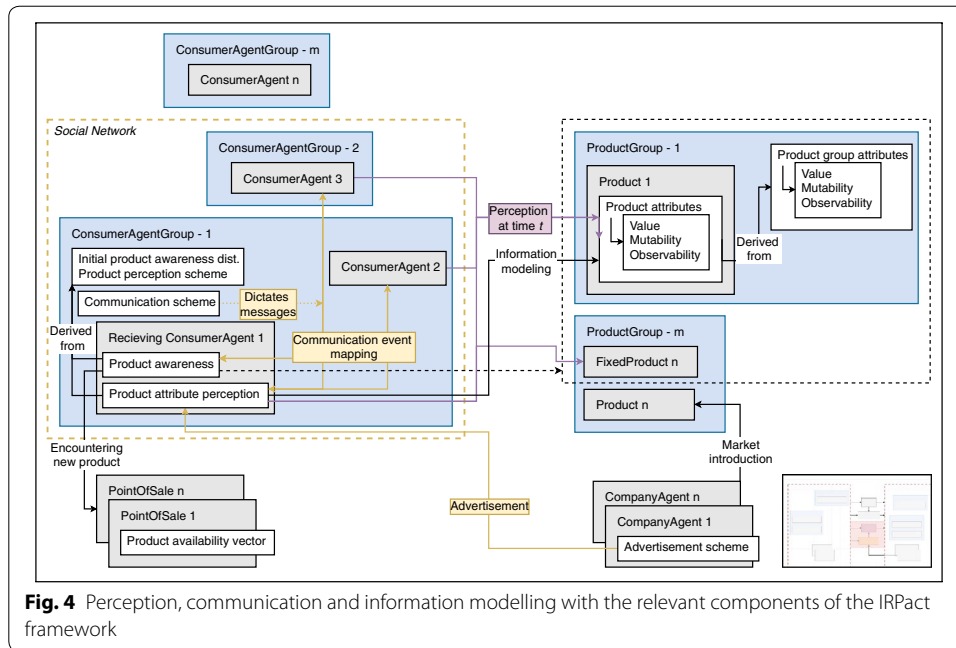 ConsumerAgentGroup - m
ConsumerAgent n
Social Network
ConsumerAgentGroup - 2
ConsumerAgent 3
ConsumerAgentGroup - 1
Initial product awareness dist.
Product perception scheme
ConsumerAgent 2
Communication scheme
Dictates
messages
Derived
from
Recieving ConsumerAgent 1
Communication event
mapping
Product awareness
Product attribute perception
Perception
at time t
Information
modeling
ProductGroup - 1
Product 1
Product attributes
Value
Mutability
Observability
Derived
from
Product group attributes
Value
Mutability
Observability
ProductGroup - m
FixedProduct n
Product n
Encountering
new product
Market
introduction
PointOfSale n
PointOfSale 1
Product availability vector
Advertisement
CompanyAgent n
CompanyAgent 1
Advertisement scheme
Fig. 4 Perception, communication and information modelling with the relevant components of the IRPact
framework